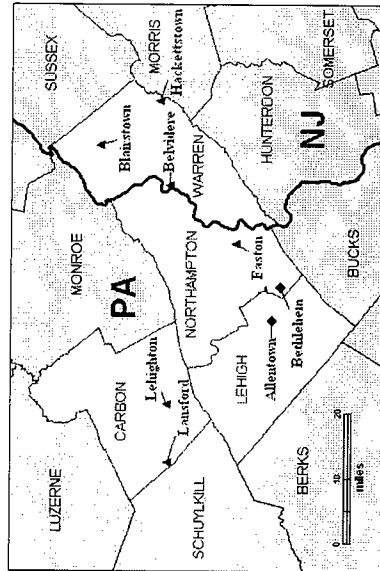 SUSSEX
MORRIS
Hackettstown
SOMERSET
Blairstown
Belvidere
WARREN
HUNTERDON
NJ
MONROE
PA
NORTHAMPTON
Easton
BUCKS
CARBON
Lehighton
Lansford
LEHIGH
Allentown
Bethlehem
LUZERNE
SCHUYLKILL
BERKS
0 10 20
miles